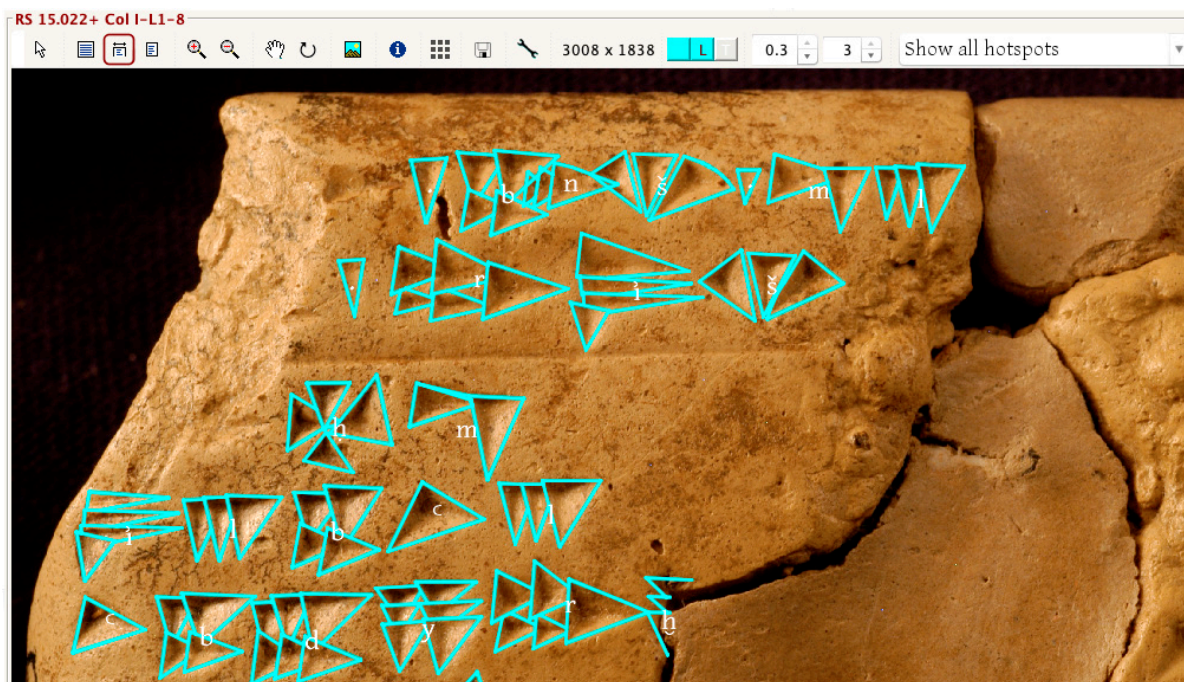 RS 15.022+ Col I-L1-8
3008 x 1838 L T 0.3 3 Show all hotspots
. b n š . m l
. r ỉ š
ḥ m
ỉ l b ʿ l
ʿ b d y r ḫ